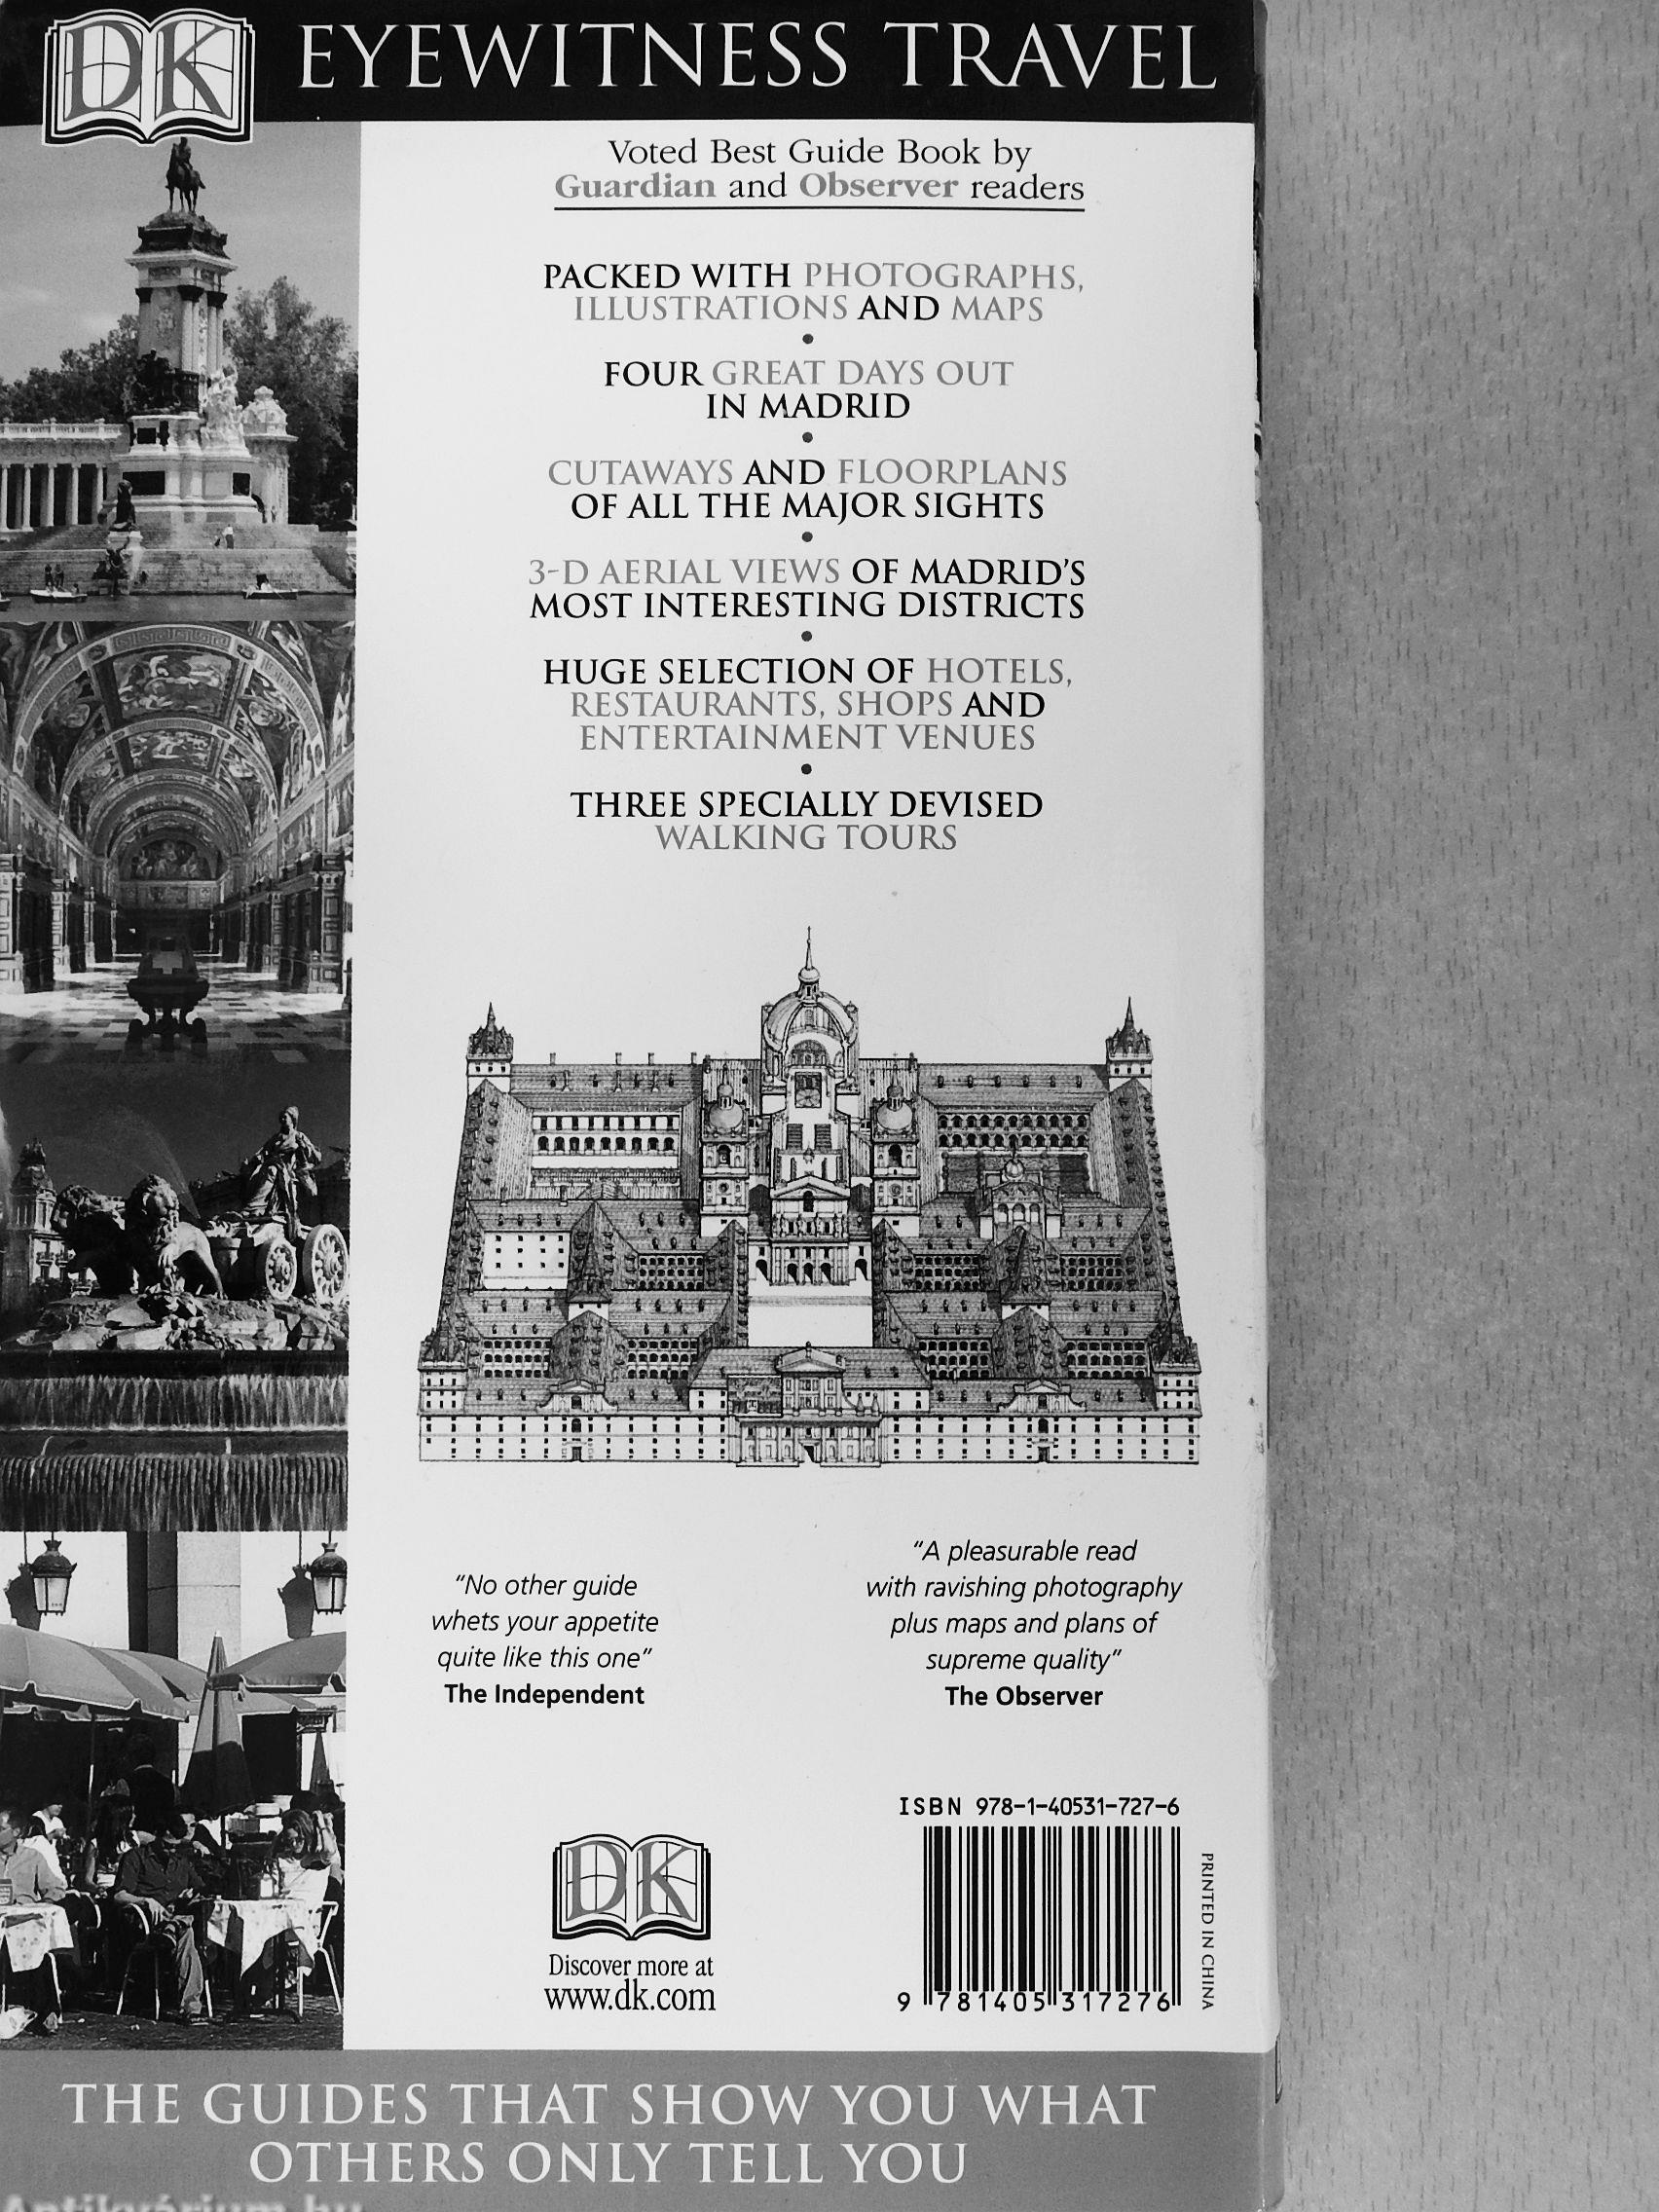 DK EYEWITNESS TRAVEL
Voted Best Guide Book by
Guardian and Observer readers
PACKED WITH PHOTOGRAPHS,
ILLUSTRATIONS AND MAPS
•
FOUR GREAT DAYS OUT
IN MADRID
•
CUTAWAYS AND FLOORPLANS
OF ALL THE MAJOR SIGHTS
•
3-D AERIAL VIEWS OF MADRID'S
MOST INTERESTING DISTRICTS
•
HUGE SELECTION OF HOTELS,
RESTAURANTS, SHOPS AND
ENTERTAINMENT VENUES
•
THREE SPECIALLY DEVISED
WALKING TOURS
"No other guide
whets your appetite
quite like this one"
The Independent
"A pleasurable read
with ravishing photography
plus maps and plans of
supreme quality"
The Observer
DK
Discover more at
www.dk.com
ISBN 978-1-40531-727-6
9 781405 317276
PRINTED IN CHINA
THE GUIDES THAT SHOW YOU WHAT
OTHERS ONLY TELL YOU
Antikvárium.hu